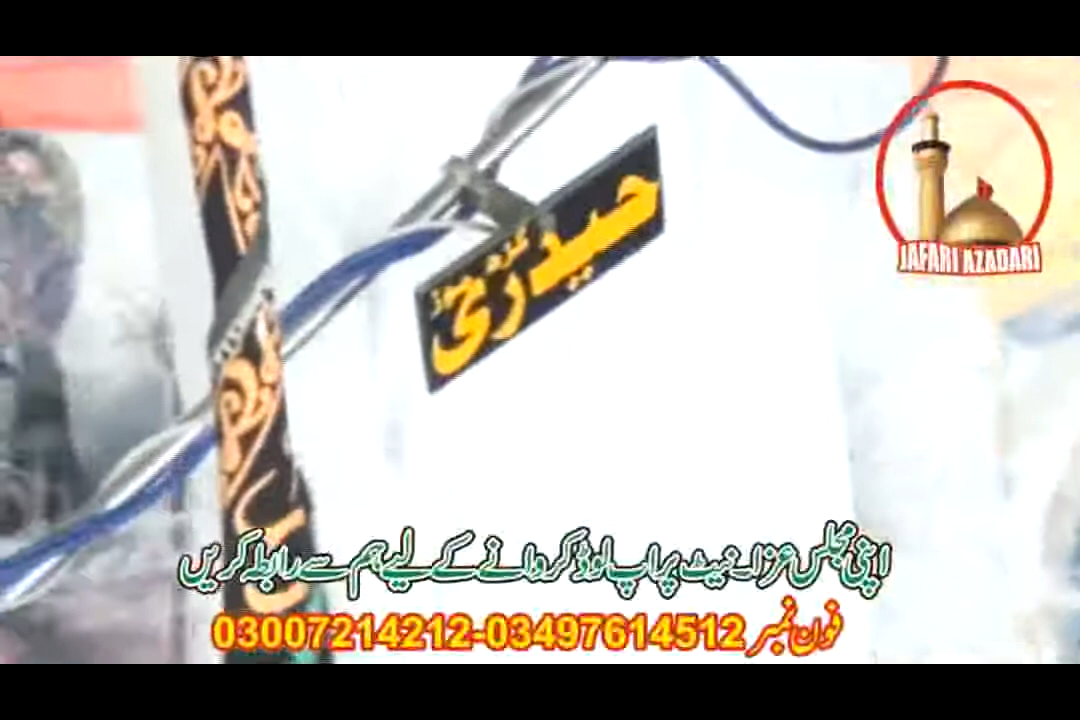 حیدری
JAFARI AZADARI
اپنی مجلس عزا نیٹ پر اپ لوڈ کروانے کے لیے ہم سے رابطہ کریں
فون نمبر 03007214212-03497614512